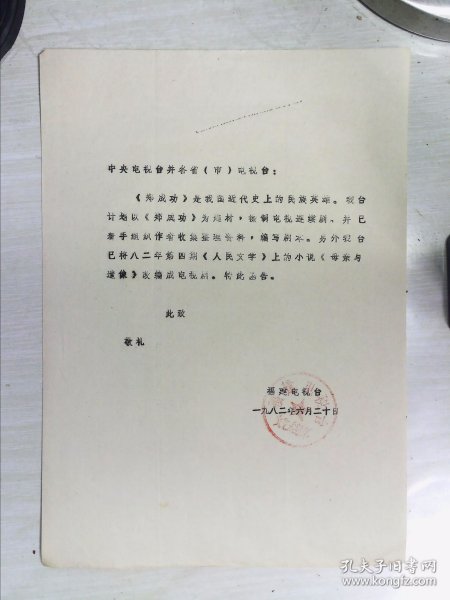 中央电视台并各省（市）电视台：
《郑成功》是我国近代史上的民族英雄。我台
计划以《郑成功》为题材，摄制电视连续剧、并已
着手组织作者收集整理资料，编写剧本。另外我台
已将八二年第四期《人民文学》上的小说《母亲与
遗像》改编成电视剧。特此函告。
此致
敬礼
福建电视台
一九八二年六月二十日
孔夫子旧书网
www.kongfz.com